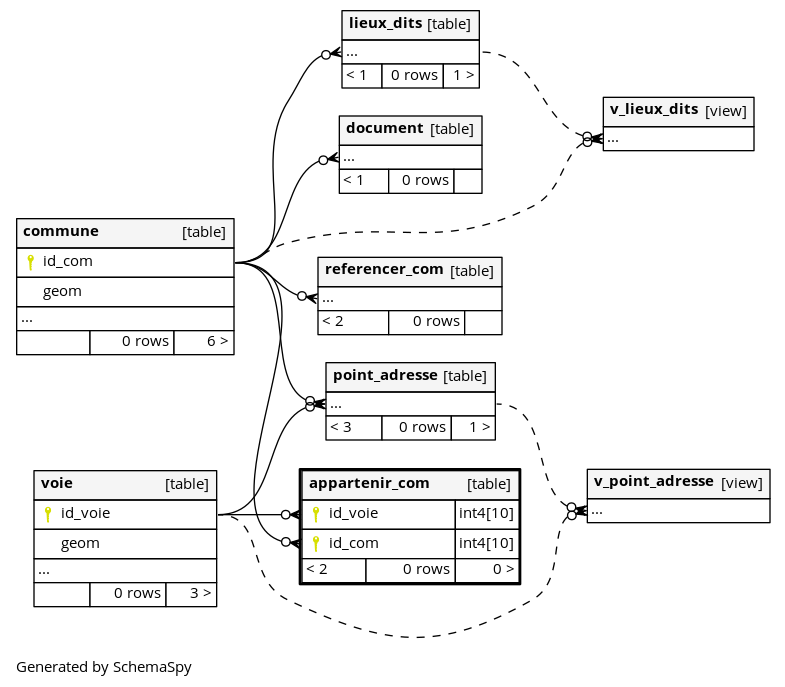 lieux_dits [table]
...
< 1 0 rows 1 >
v_lieux_dits [view]
...
document [table]
...
< 1 0 rows
commune [table]
id_com
geom
...
0 rows 6 >
referencer_com [table]
...
< 2 0 rows
point_adresse [table]
...
< 3 0 rows 1 >
voie [table]
id_voie
geom
...
0 rows 3 >
appartenir_com [table]
id_voie int4[10]
id_com int4[10]
< 2 0 rows 0 >
v_point_adresse [view]
...
Generated by SchemaSpy